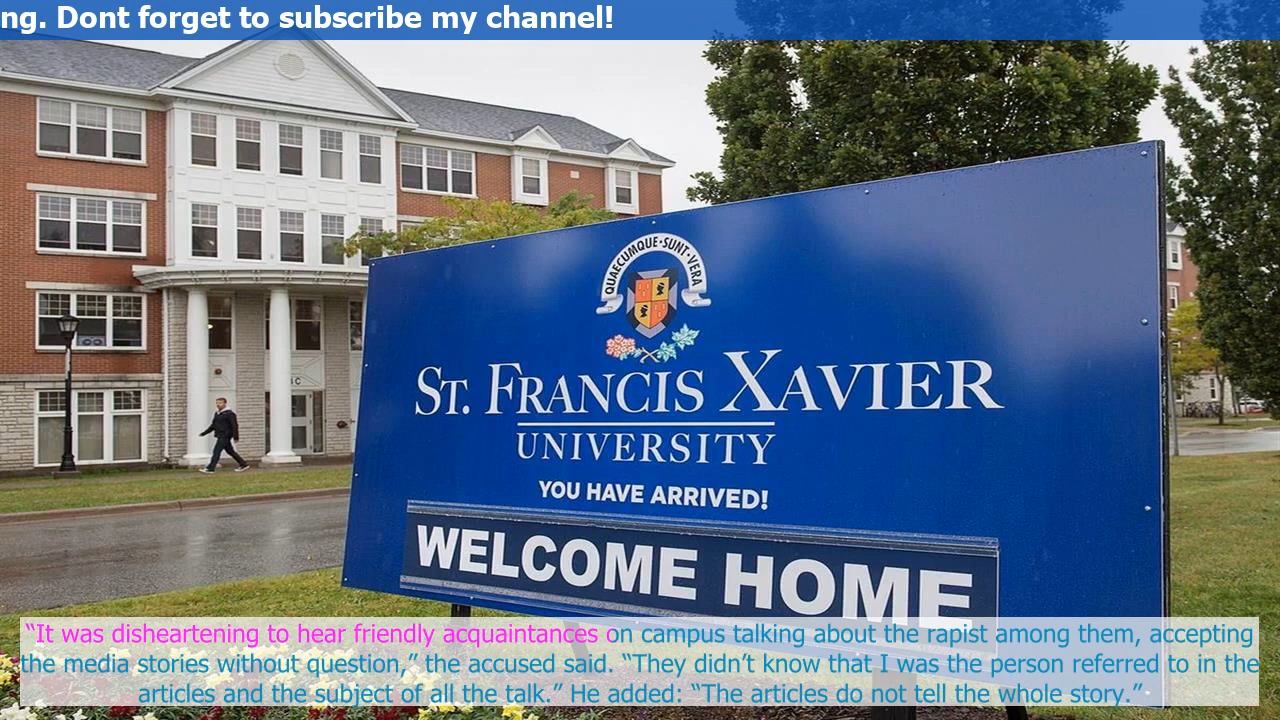 ng. Dont forget to subscribe my channel!
QUAECUMQUE·SUNT·VERA
ST. FRANCIS XAVIER
UNIVERSITY
YOU HAVE ARRIVED!
WELCOME HOME
“It was disheartening to hear friendly acquaintances on campus talking about the rapist among them, accepting
the media stories without question,” the accused said. “They didn’t know that I was the person referred to in the
articles and the subject of all the talk.” He added: “The articles do not tell the whole story.”